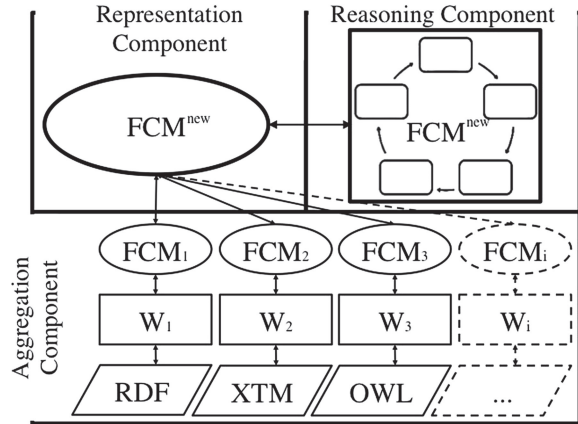 Representation
Component
Reasoning Component
FCM^new
FCM^new
Aggregation
Component
FCM₁ FCM₂ FCM₃ FCMᵢ
W₁ W₂ W₃ Wᵢ
RDF XTM OWL ...